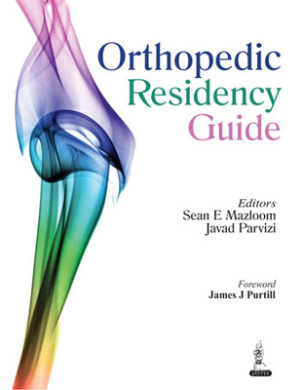 Orthopedic
Residency
Guide
Editors
Sean E Mazloom
Javad Parvizi
Foreword
James J Purtill